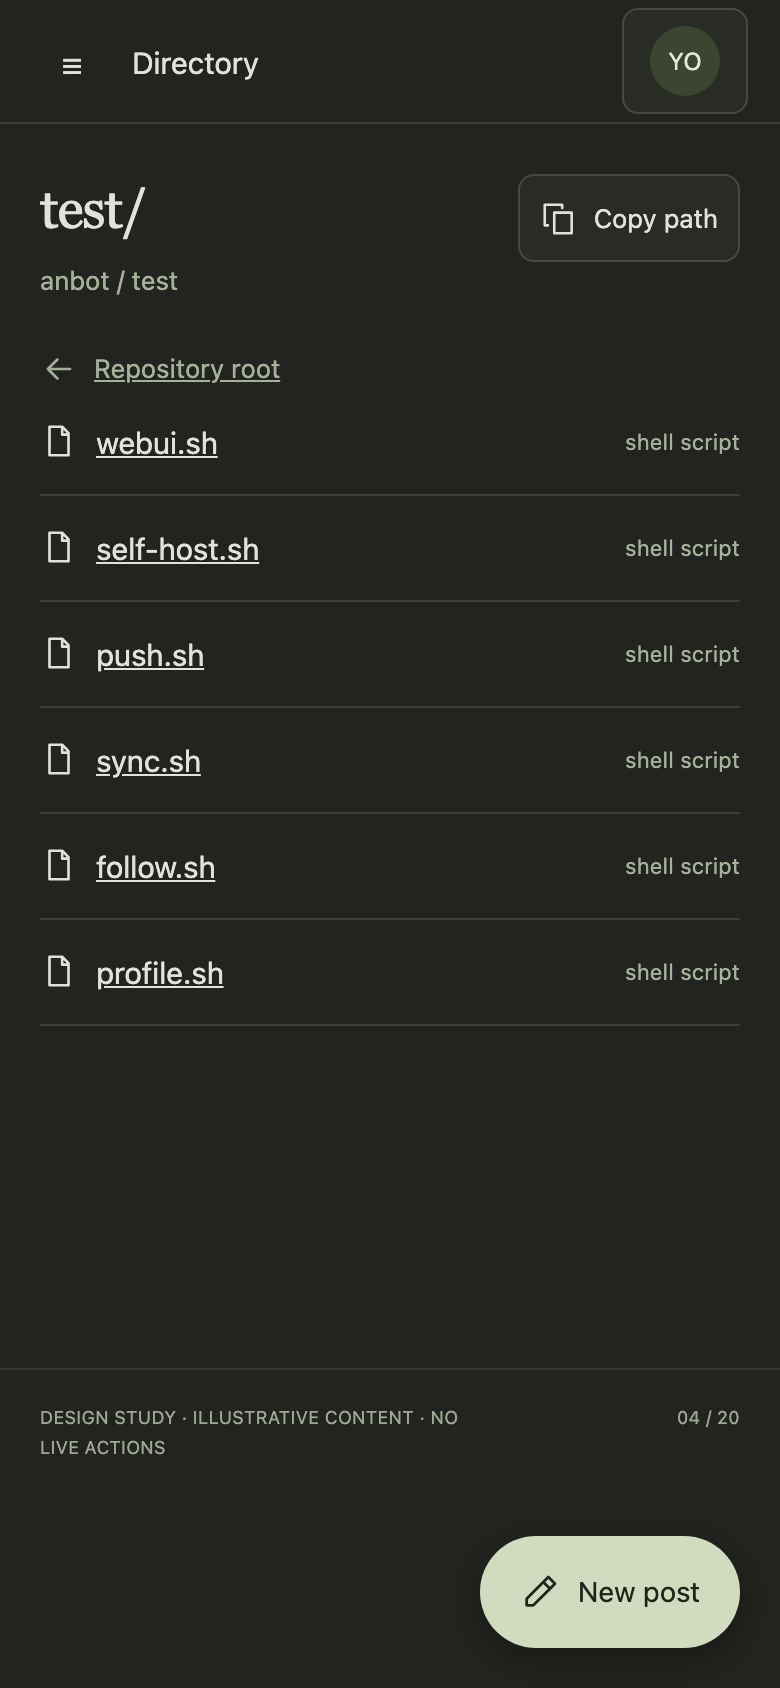 Directory
YO
test/
Copy path
anbot / test
Repository root
webui.sh shell script
self-host.sh shell script
push.sh shell script
sync.sh shell script
follow.sh shell script
profile.sh shell script
DESIGN STUDY · ILLUSTRATIVE CONTENT · NO
LIVE ACTIONS
04 / 20
New post